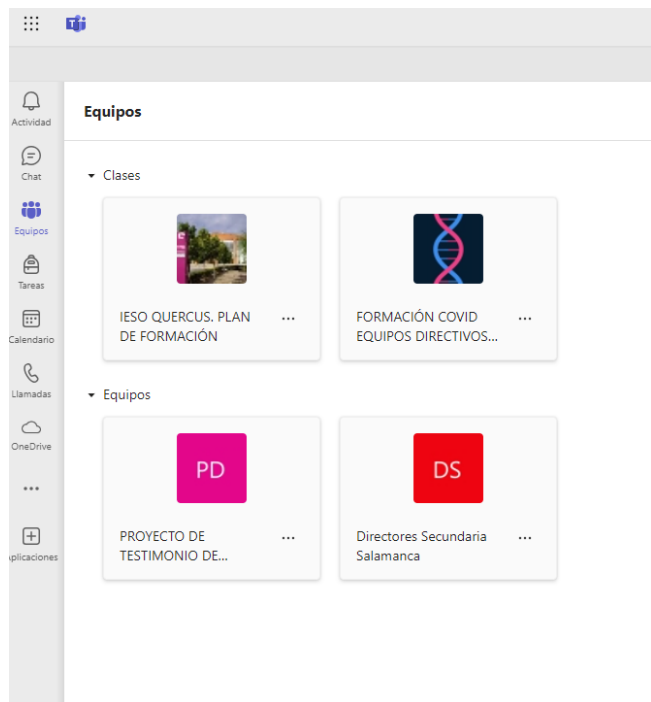 Actividad
Chat
Equipos
Tareas
Calendario
Llamadas
OneDrive
...
plicaciones
Equipos
Clases
IESO QUERCUS. PLAN
DE FORMACIÓN
...
FORMACIÓN COVID
EQUIPOS DIRECTIVOS...
...
Equipos
PD
PROYECTO DE
TESTIMONIO DE...
...
DS
Directores Secundaria
Salamanca
...